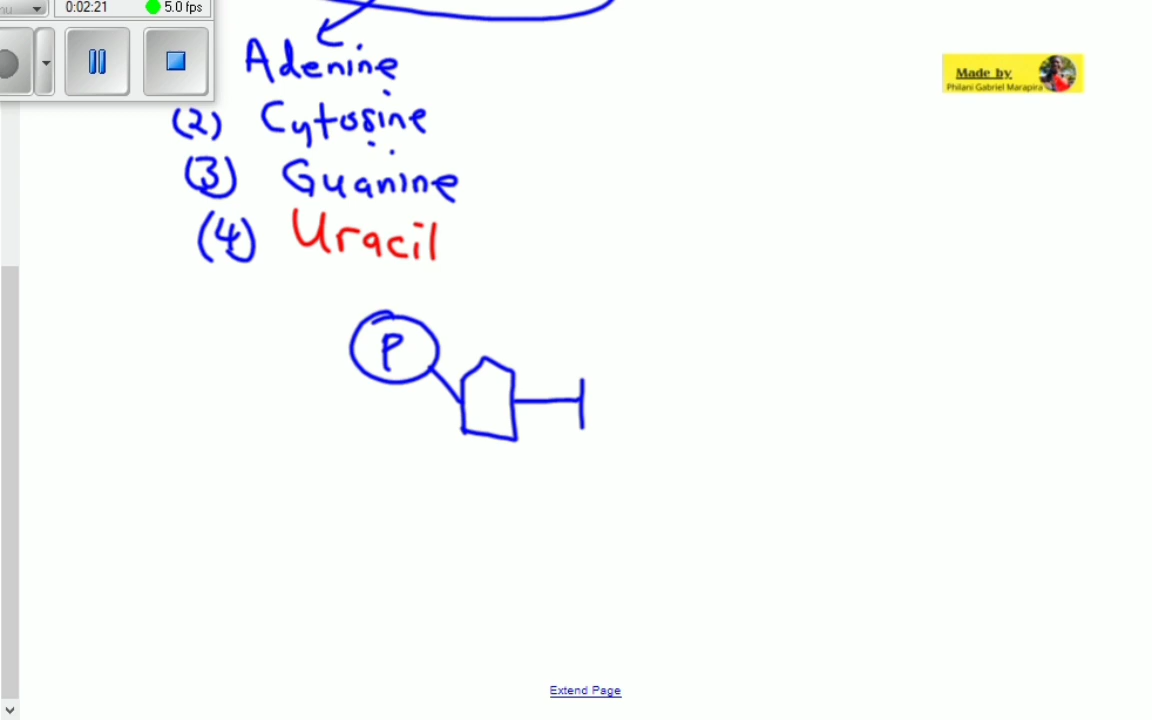 0:02:21 5.0 fps
Adenine
(2) Cytosine
(3) Guanine
(4) Uracil
Made by
Philani Gabriel Marapira
P
Extend Page